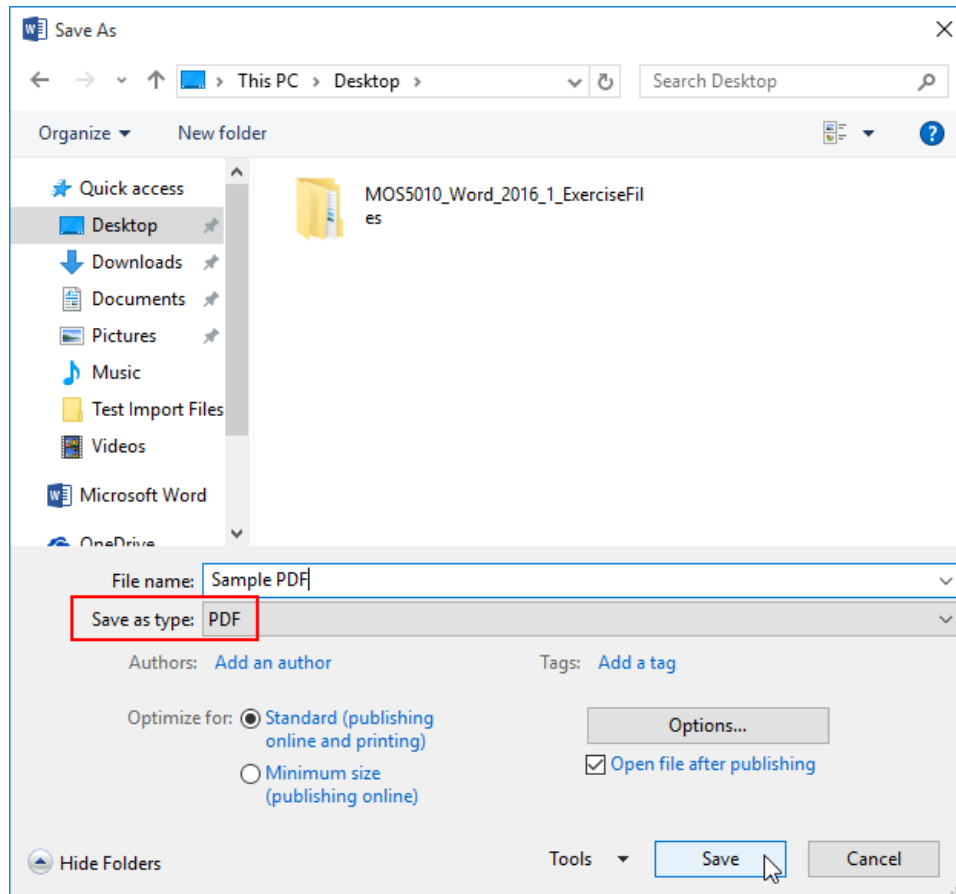 Save As
This PC > Desktop >
Search Desktop
Organize
New folder
Quick access
Desktop
Downloads
Documents
Pictures
Music
Test Import Files
Videos
Microsoft Word
OneDrive
MOS5010_Word_2016_1_ExerciseFil
es
File name: Sample PDF
Save as type: PDF
Authors: Add an author
Tags: Add a tag
Optimize for: Standard (publishing
online and printing)
Minimum size
(publishing online)
Options...
Open file after publishing
Hide Folders
Tools
Save
Cancel